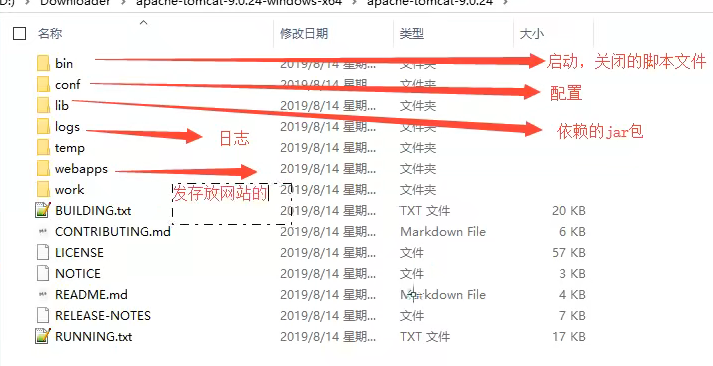 D:) › Downloader › apache-tomcat-9.0.24-windows-x64 › apache-tomcat-9.0.24 ›
名称 修改日期 类型 大小
bin 2019/8/14 星期... 文件夹 启动，关闭的脚本文件
conf 2019/8/14 星期... 文件夹 配置
lib 2019/8/14 星期... 文件夹 依赖的jar包
logs 日志 2019/8/14 星期... 文件夹
temp 2019/8/14 星期... 文件夹
webapps 2019/8/14 星期... 文件夹
work 发存放网站的 2019/8/14 星期... 文件夹
BUILDING.txt 2019/8/14 星期... TXT 文件 20 KB
CONTRIBUTING.md 2019/8/14 星期... Markdown File 6 KB
LICENSE 2019/8/14 星期... 文件 57 KB
NOTICE 2019/8/14 星期... 文件 3 KB
README.md 2019/8/14 星期... Markdown File 4 KB
RELEASE-NOTES 2019/8/14 星期... 文件 7 KB
RUNNING.txt 2019/8/14 星期... TXT 文件 17 KB